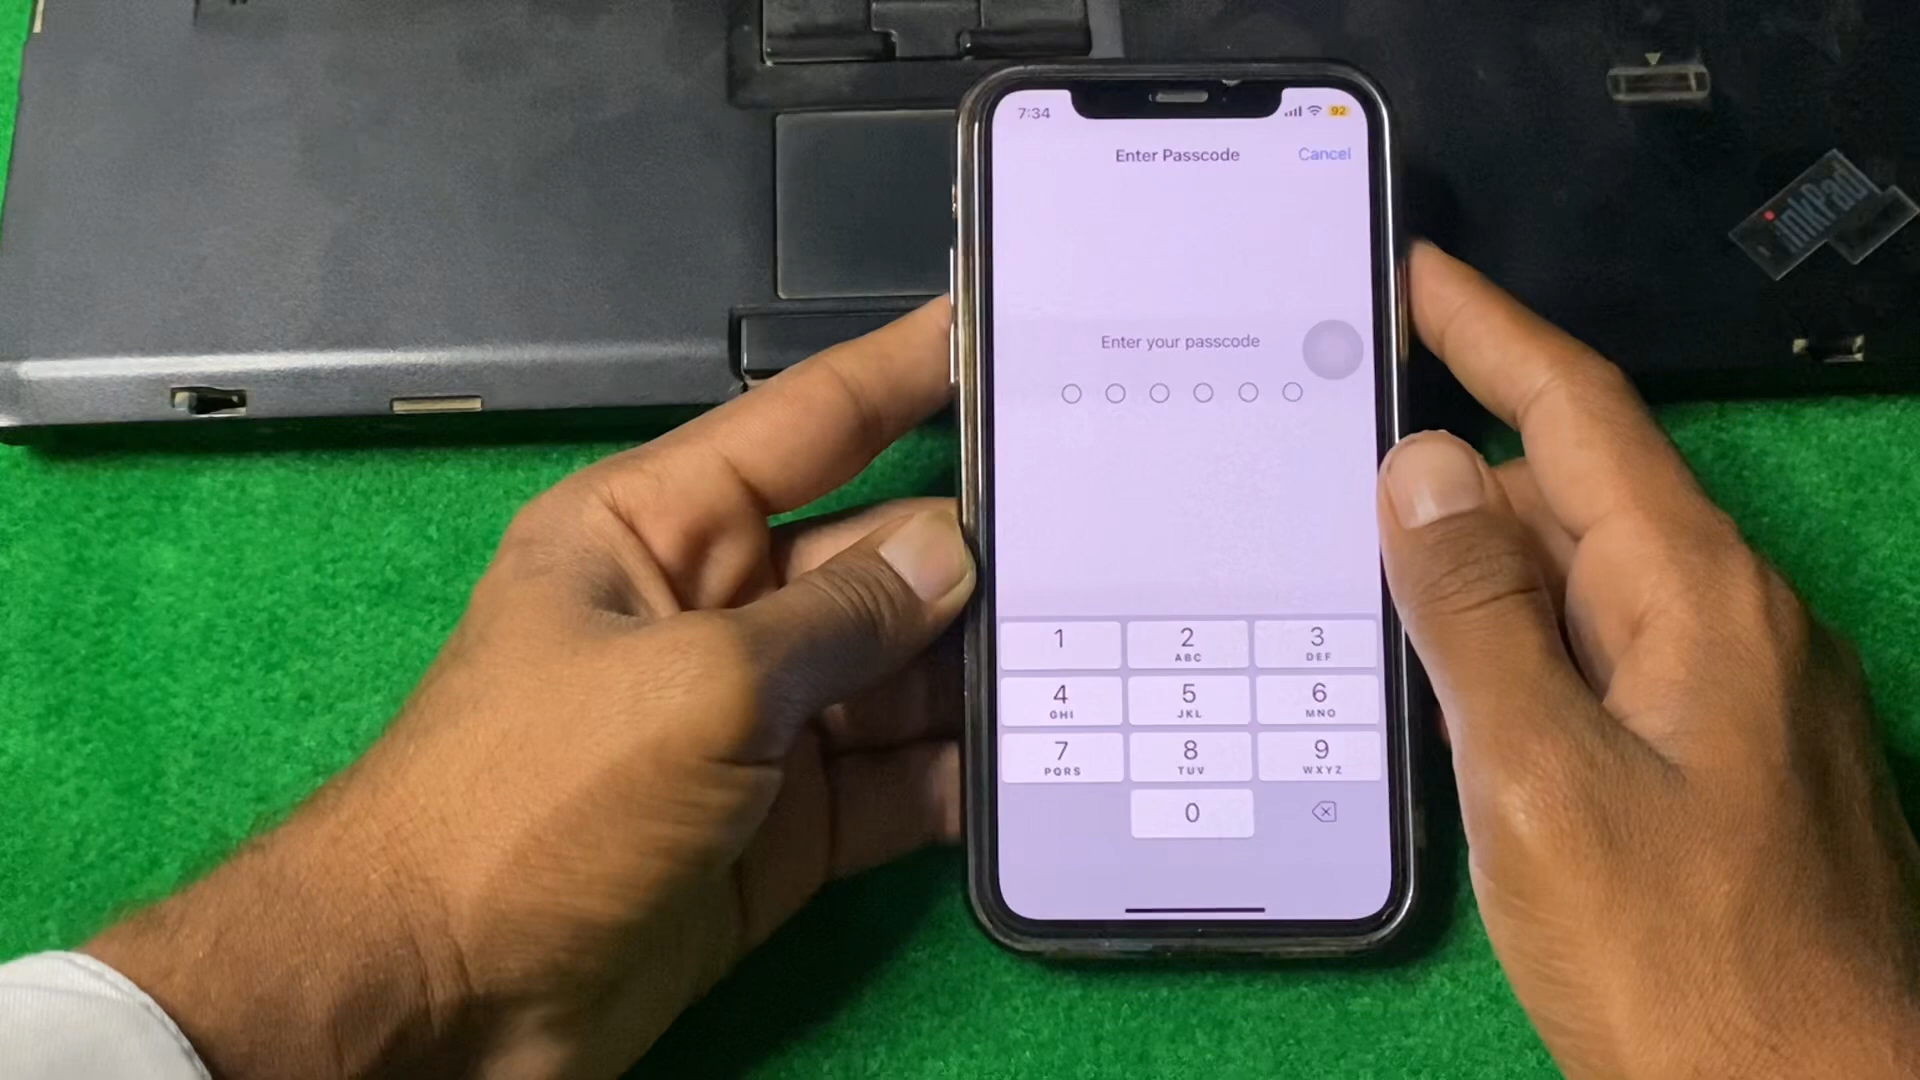 7:34
92
Enter Passcode
Cancel
Enter your passcode
1
2
ABC
3
DEF
4
GHI
5
JKL
6
MNO
7
PQRS
8
TUV
9
WXYZ
0
inkPad